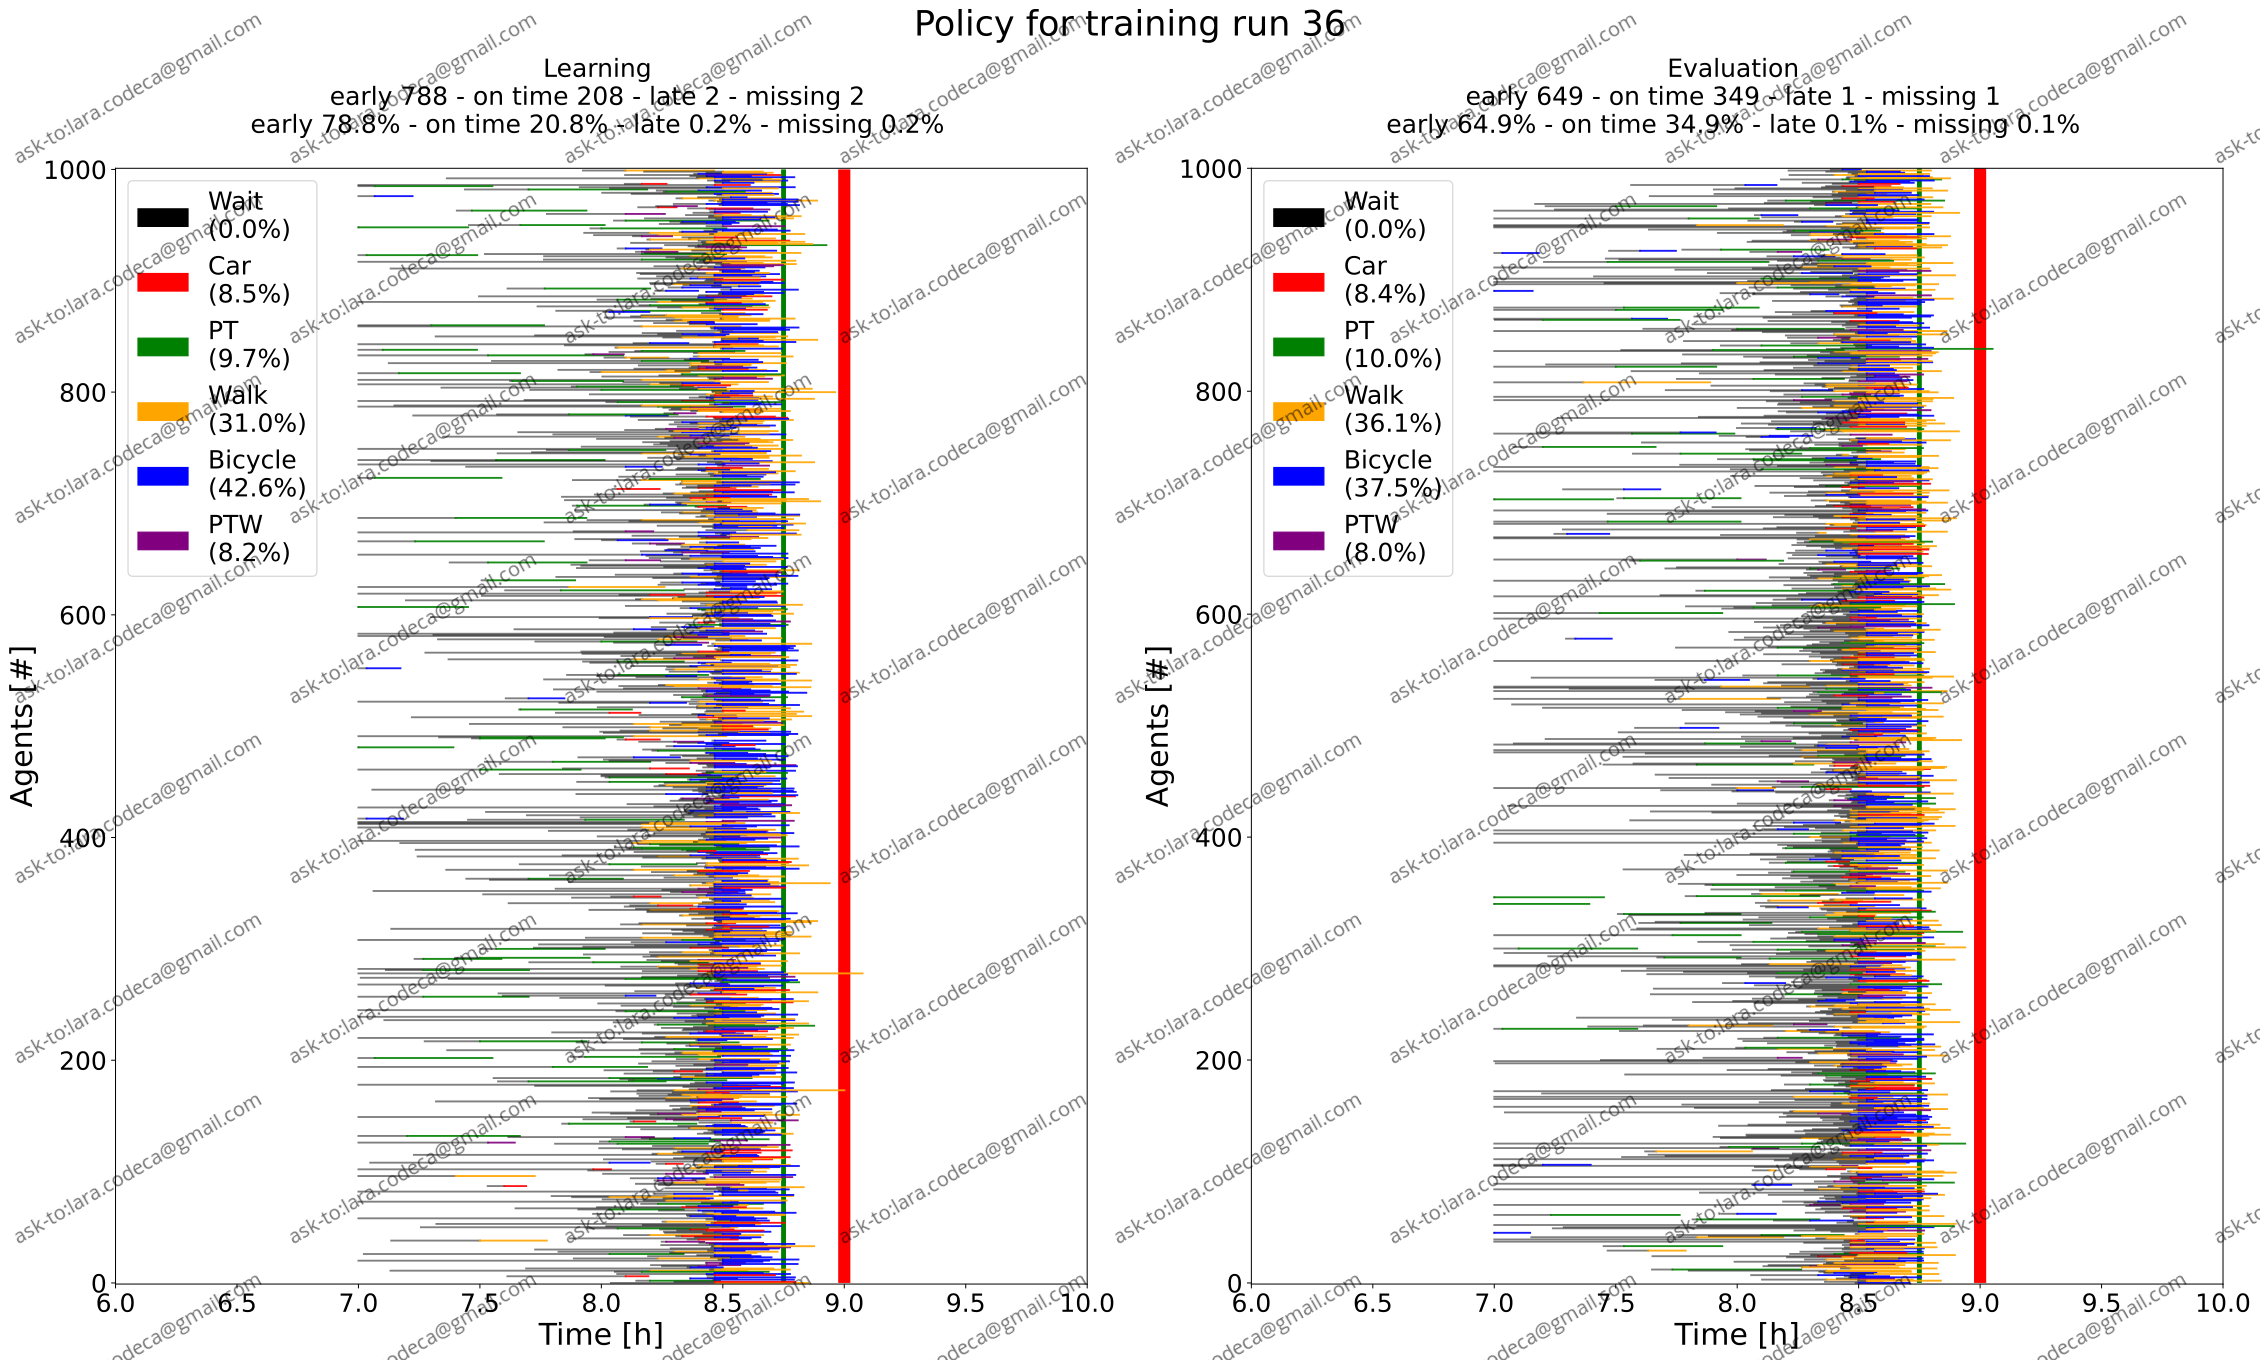 Policy for training run 36
Learning
early 788 - on time 208 - late 2 - missing 2
early 78.8% - on time 20.8% - late 0.2% - missing 0.2%
Wait
(0.0%)
Car
(8.5%)
PT
(9.7%)
Walk
(31.0%)
Bicycle
(42.6%)
PTW
(8.2%)
1000
800
600
400
200
0
Agents [#]
6.0 6.5 7.0 7.5 8.0 8.5 9.0 9.5 10.0
Time [h]
Evaluation
early 649 - on time 349 - late 1 - missing 1
early 64.9% - on time 34.9% - late 0.1% - missing 0.1%
Wait
(0.0%)
Car
(8.4%)
PT
(10.0%)
Walk
(36.1%)
Bicycle
(37.5%)
PTW
(8.0%)
1000
800
600
400
200
0
Agents [#]
6.0 6.5 7.0 7.5 8.0 8.5 9.0 9.5 10.0
Time [h]
ask-to:lara.codeca@gmail.com